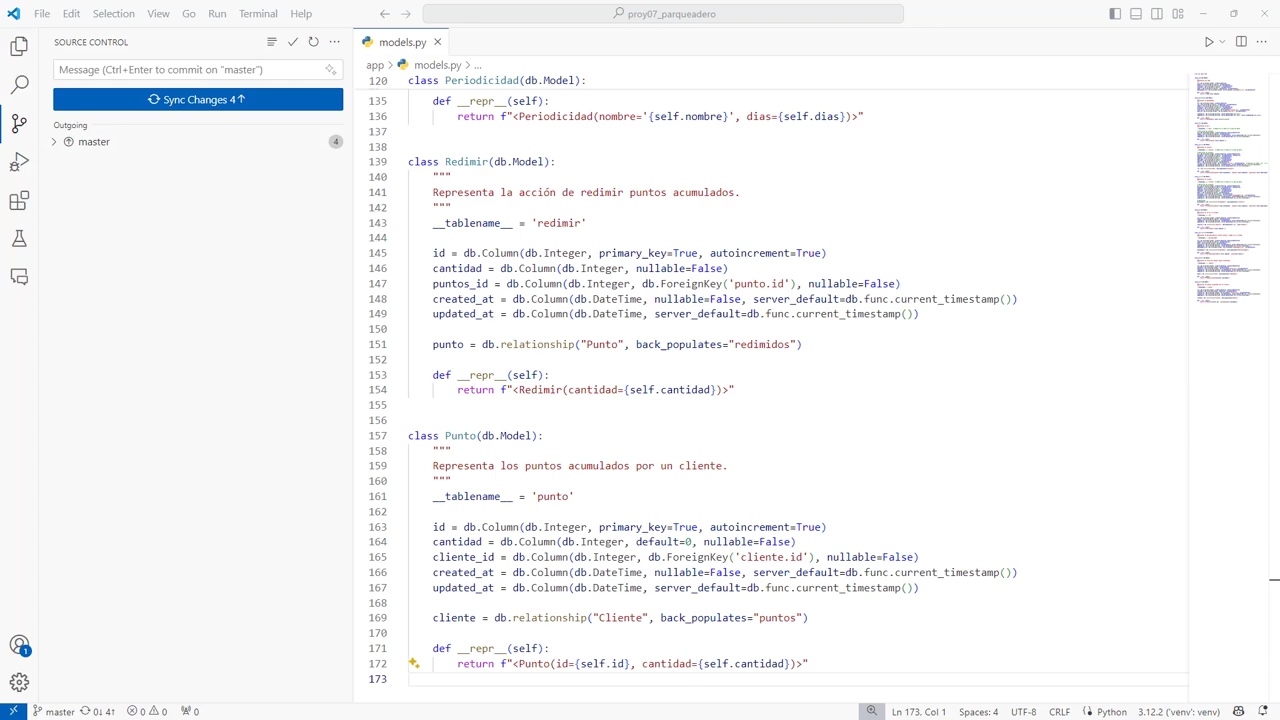 File Edit Selection View Go Run Terminal Help
proy07_parqueadero
SOURCE CONTROL
Message (Ctrl+Enter to commit on "master")
Sync Changes 4↑
Outgoing
master
4
models.py
app > models.py > ...
120 class Periodicidad(db.Model):
135 def __repr__(self):
136 return f"<Periodicidad(nombre='{self.nombre}', dias={self.dias})>"
137
138
139 class Redimir(db.Model):
140 """
141 Representa la acción de redimir puntos acumulados.
142 """
143 __tablename__ = 'redimir'
144
145 id = db.Column(db.Integer, primary_key=True, autoincrement=True)
146 cantidad = db.Column(db.Integer, nullable=False)
147 punto_id = db.Column(db.Integer, db.ForeignKey('punto.id'), nullable=False)
148 created_at = db.Column(db.DateTime, nullable=False, server_default=db.func.current_timestamp())
149 updated_at = db.Column(db.DateTime, server_default=db.func.current_timestamp())
150
151 punto = db.relationship("Punto", back_populates="redimidos")
152
153 def __repr__(self):
154 return f"<Redimir(cantidad={self.cantidad})>"
155
156
157 class Punto(db.Model):
158 """
159 Representa los puntos acumulados por un cliente.
160 """
161 __tablename__ = 'punto'
162
163 id = db.Column(db.Integer, primary_key=True, autoincrement=True)
164 cantidad = db.Column(db.Integer, default=0, nullable=False)
165 cliente_id = db.Column(db.Integer, db.ForeignKey('cliente.id'), nullable=False)
166 created_at = db.Column(db.DateTime, nullable=False, server_default=db.func.current_timestamp())
167 updated_at = db.Column(db.DateTime, server_default=db.func.current_timestamp())
168
169 cliente = db.relationship("Cliente", back_populates="puntos")
170
171 def __repr__(self):
172 return f"<Punto(id={self.id}, cantidad={self.cantidad})>"
173
1
master 0↓ 4↑ 0 0 0 Ln 173, Col 1 Spaces: 4 UTF-8 CRLF Python 3.12.2 ('venv': venv)